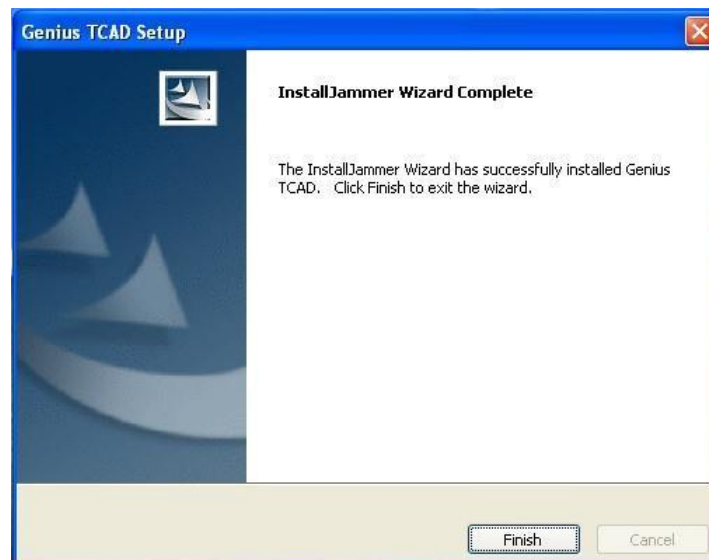 Genius TCAD Setup
InstallJammer Wizard Complete
The InstallJammer Wizard has successfully installed Genius
TCAD.   Click Finish to exit the wizard.
Finish
Cancel